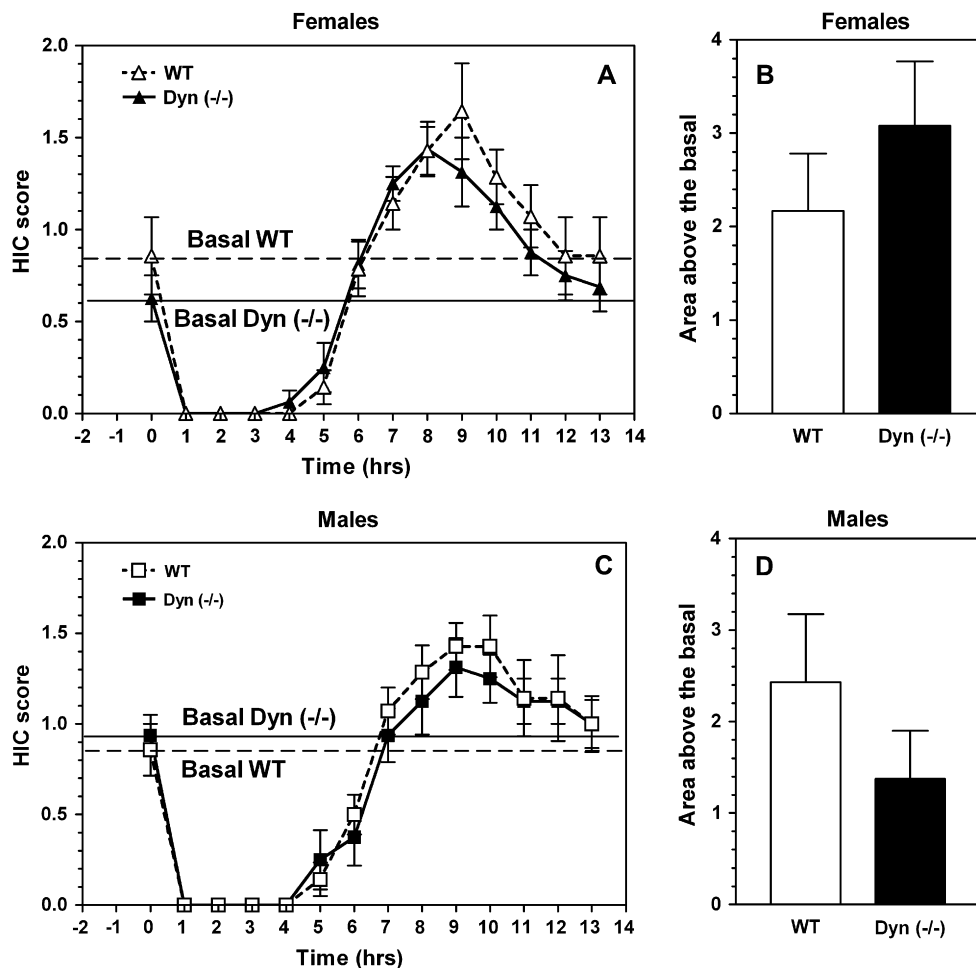 Females
A
WT
Dyn (-/-)
Basal WT
Basal Dyn (-/-)
HIC score
2.0
1.5
1.0
0.5
0.0
-2 -1 0 1 2 3 4 5 6 7 8 9 10 11 12 13 14
Time (hrs)
Females
B
Area above the basal
4
3
2
1
0
WT Dyn (-/-)
Males
C
WT
Dyn (-/-)
Basal Dyn (-/-)
Basal WT
HIC score
2.0
1.5
1.0
0.5
0.0
-2 -1 0 1 2 3 4 5 6 7 8 9 10 11 12 13 14
Time (hrs)
Males
D
Area above the basal
4
3
2
1
0
WT Dyn (-/-)